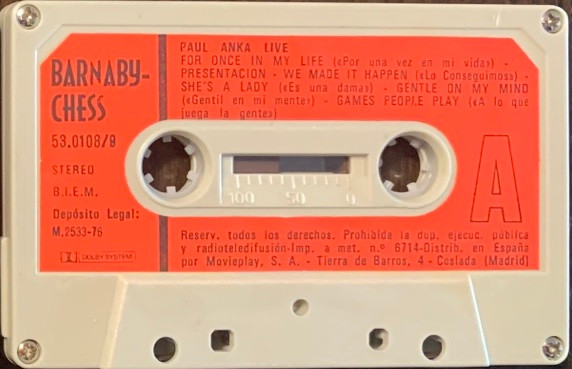 BARNABY-
CHESS
53.0108/9
STEREO
B.I.E.M.
Depósito Legal:
M.2533-76
DOLBY SYSTEM
PAUL ANKA LIVE
FOR ONCE IN MY LIFE («Por una vez en mi vida») -
PRESENTACION - WE MADE IT HAPPEN («Lo Conseguimos») -
SHE'S A LADY («Es una dama») - GENTLE ON MY MIND
(«Gentil en mi mente») - GAMES PEOPLE PLAY («A lo que
juega la gente»)
100 50 0
A
Reserv. todos los derechos. Prohibida la dup. ejecuc. pública
y radioteledifusión-Imp. a mat. n.º 6714-Distrib. en España
por Movieplay, S. A. - Tierra de Barros, 4 - Coslada (Madrid)